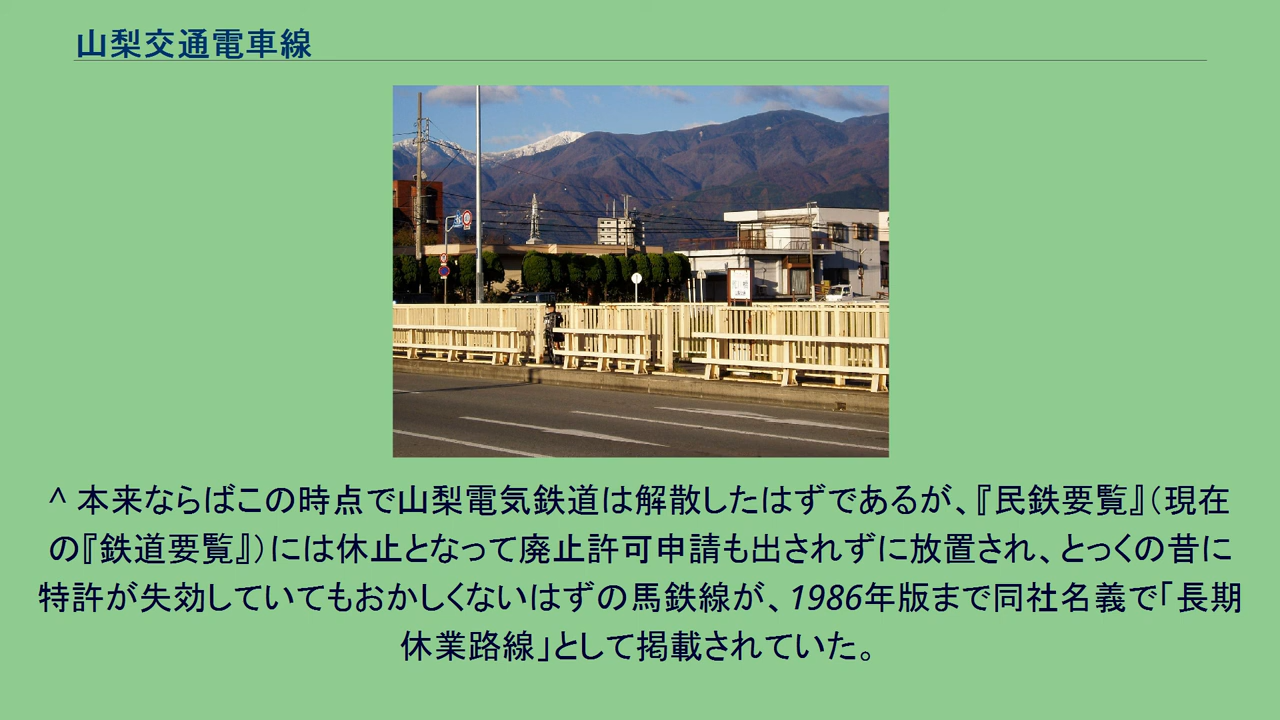 山梨交通電車線
^ 本来ならばこの時点で山梨電気鉄道は解散したはずであるが、『民鉄要覧』（現在
の『鉄道要覧』）には休止となって廃止許可申請も出されずに放置され、とっくの昔に
特許が失効していてもおかしくないはずの馬鉄線が、1986年版まで同社名義で「長期
休業路線」として掲載されていた。